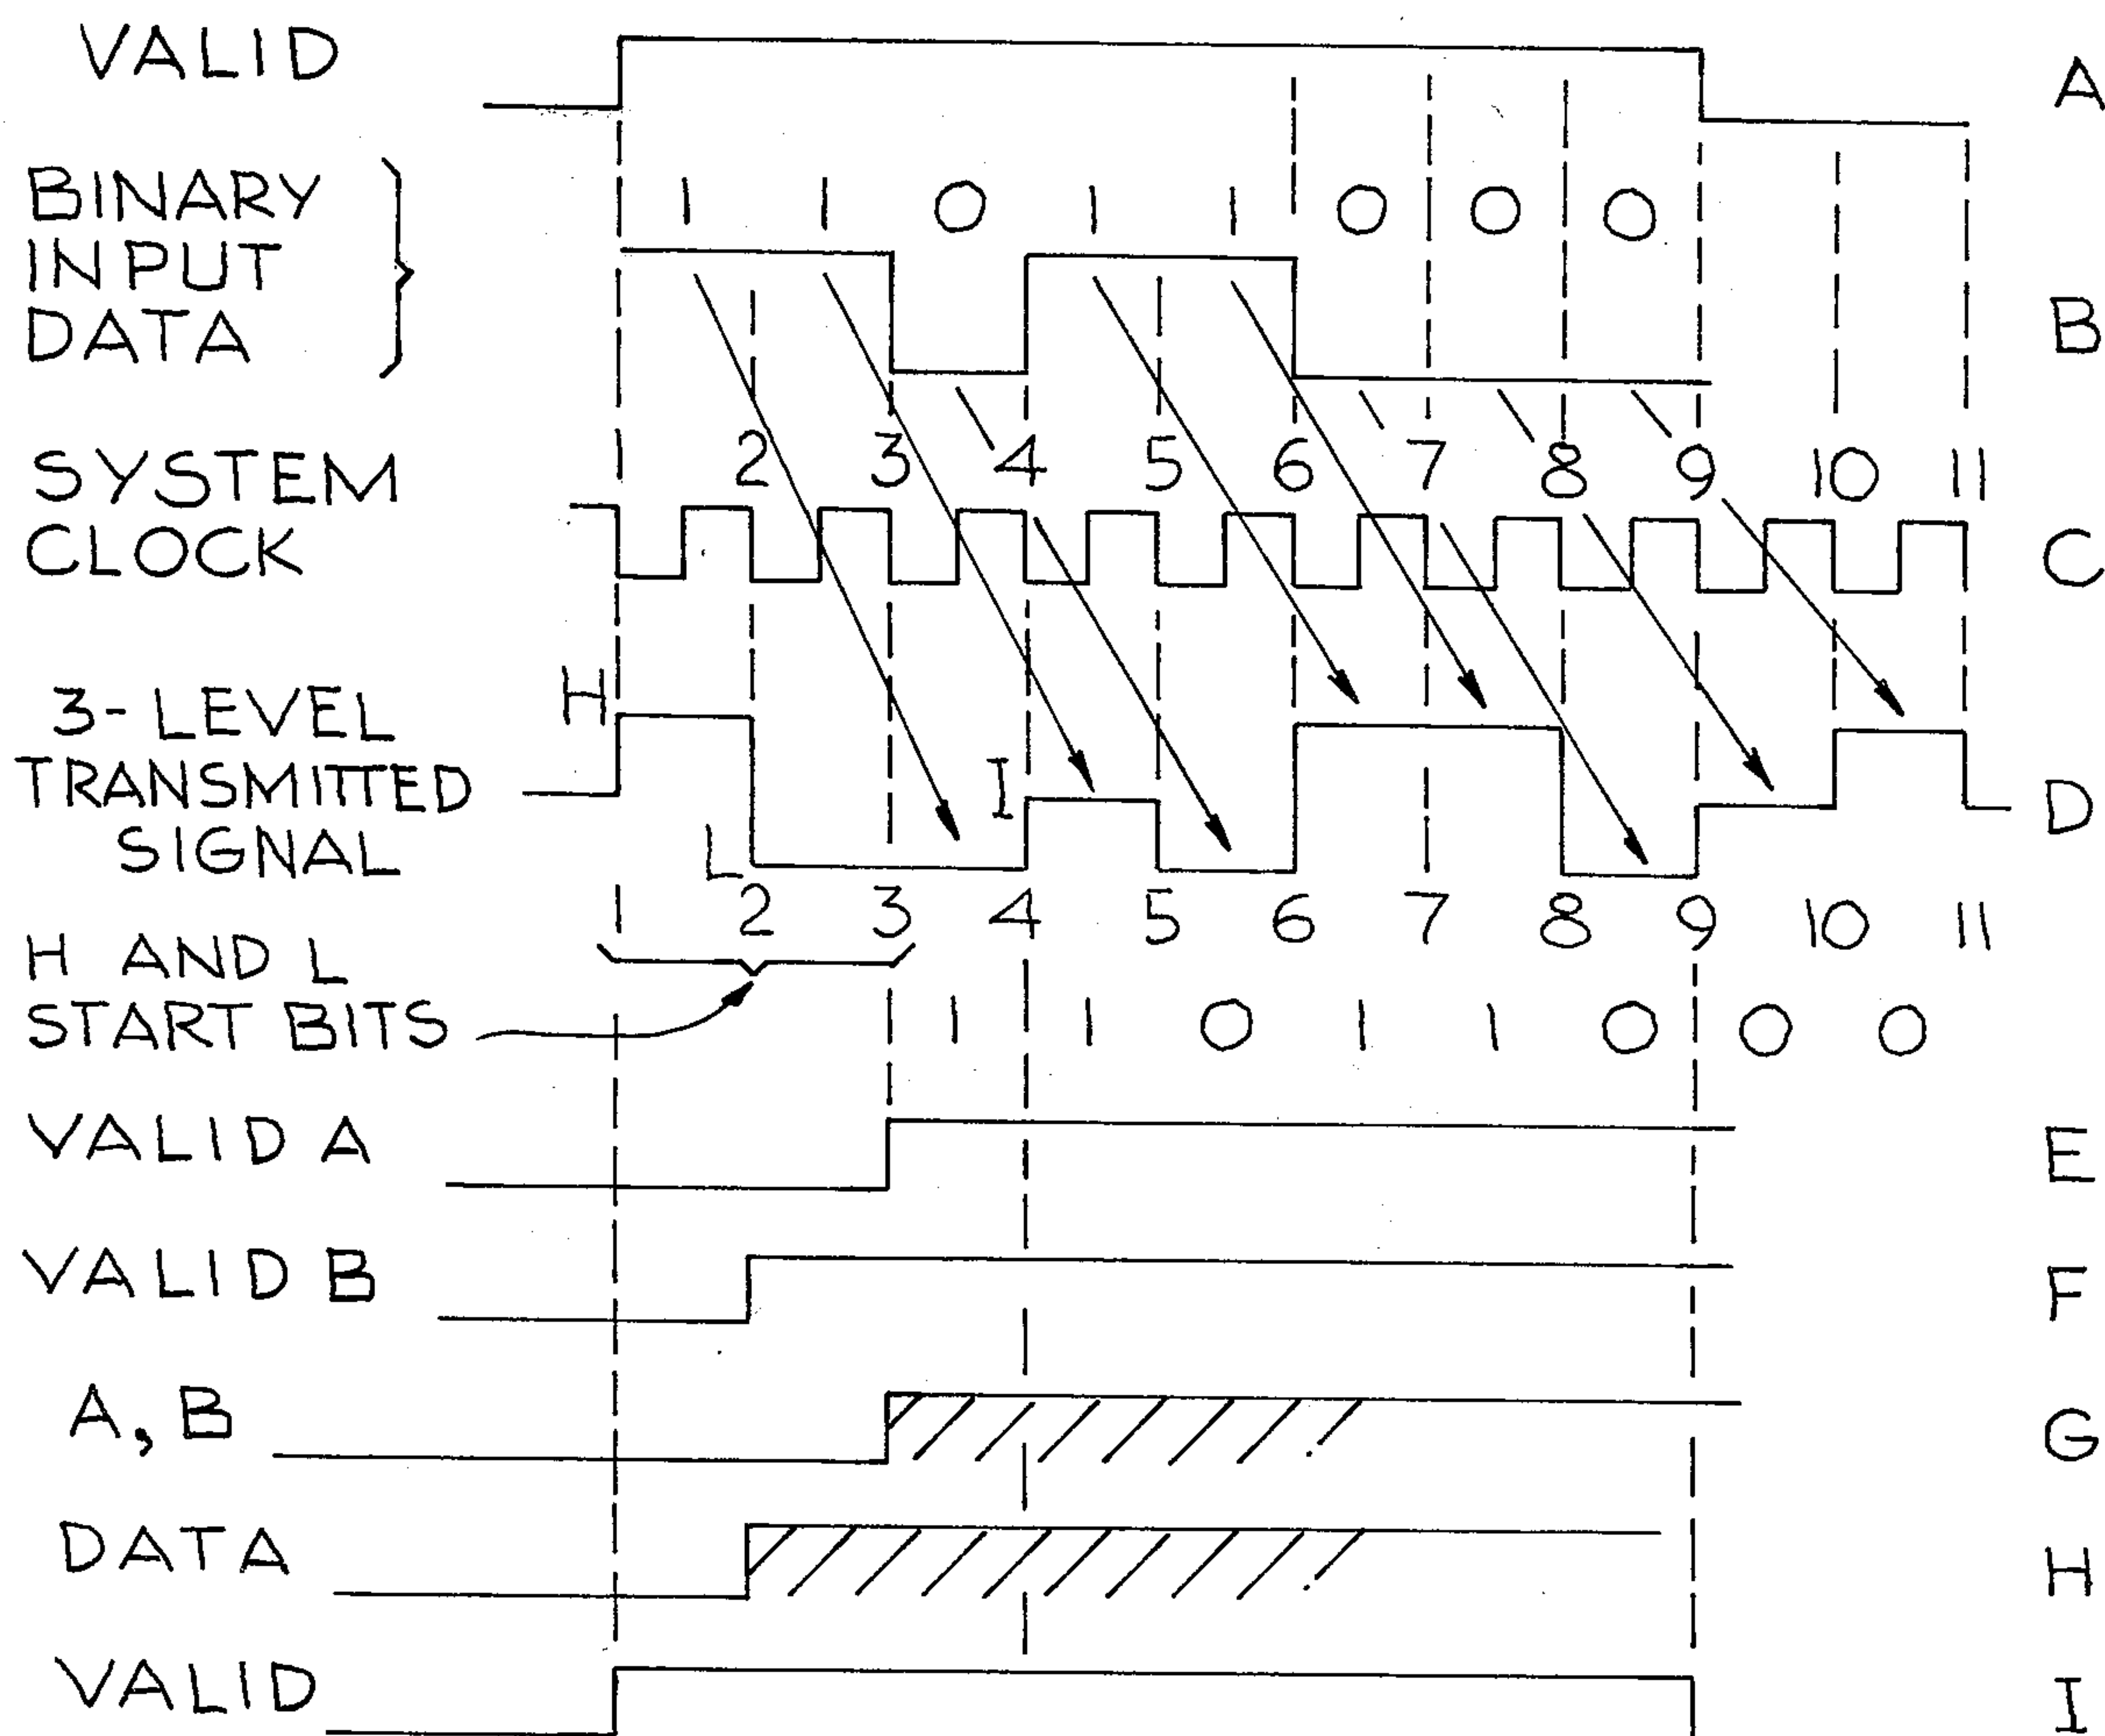 VALID A
BINARY INPUT DATA
1 1 0 1 1 0 0 0
B
SYSTEM CLOCK
2 3 4 5 6 7 8 9 10 11
C
H
3-LEVEL TRANSMITTED SIGNAL
I
L
D
1 2 3 4 5 6 7 8 9 10 11
H AND L START BITS
1 1 0 1 1 0 0 0
VALID A E
VALID B F
A, B G
DATA H
VALID I